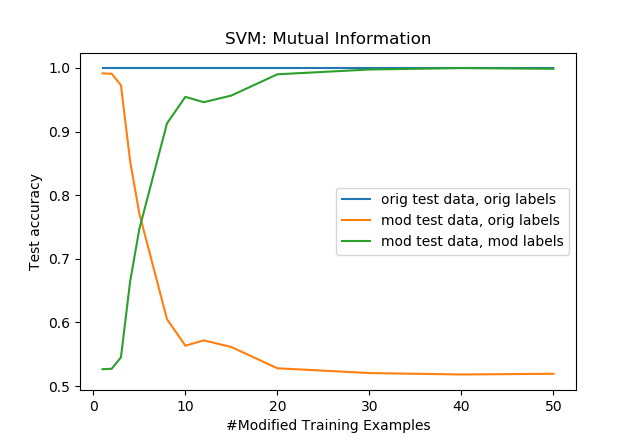 SVM: Mutual Information
Test accuracy
1.0
0.9
0.8
0.7
0.6
0.5
orig test data, orig labels
mod test data, orig labels
mod test data, mod labels
0 10 20 30 40 50
#Modified Training Examples